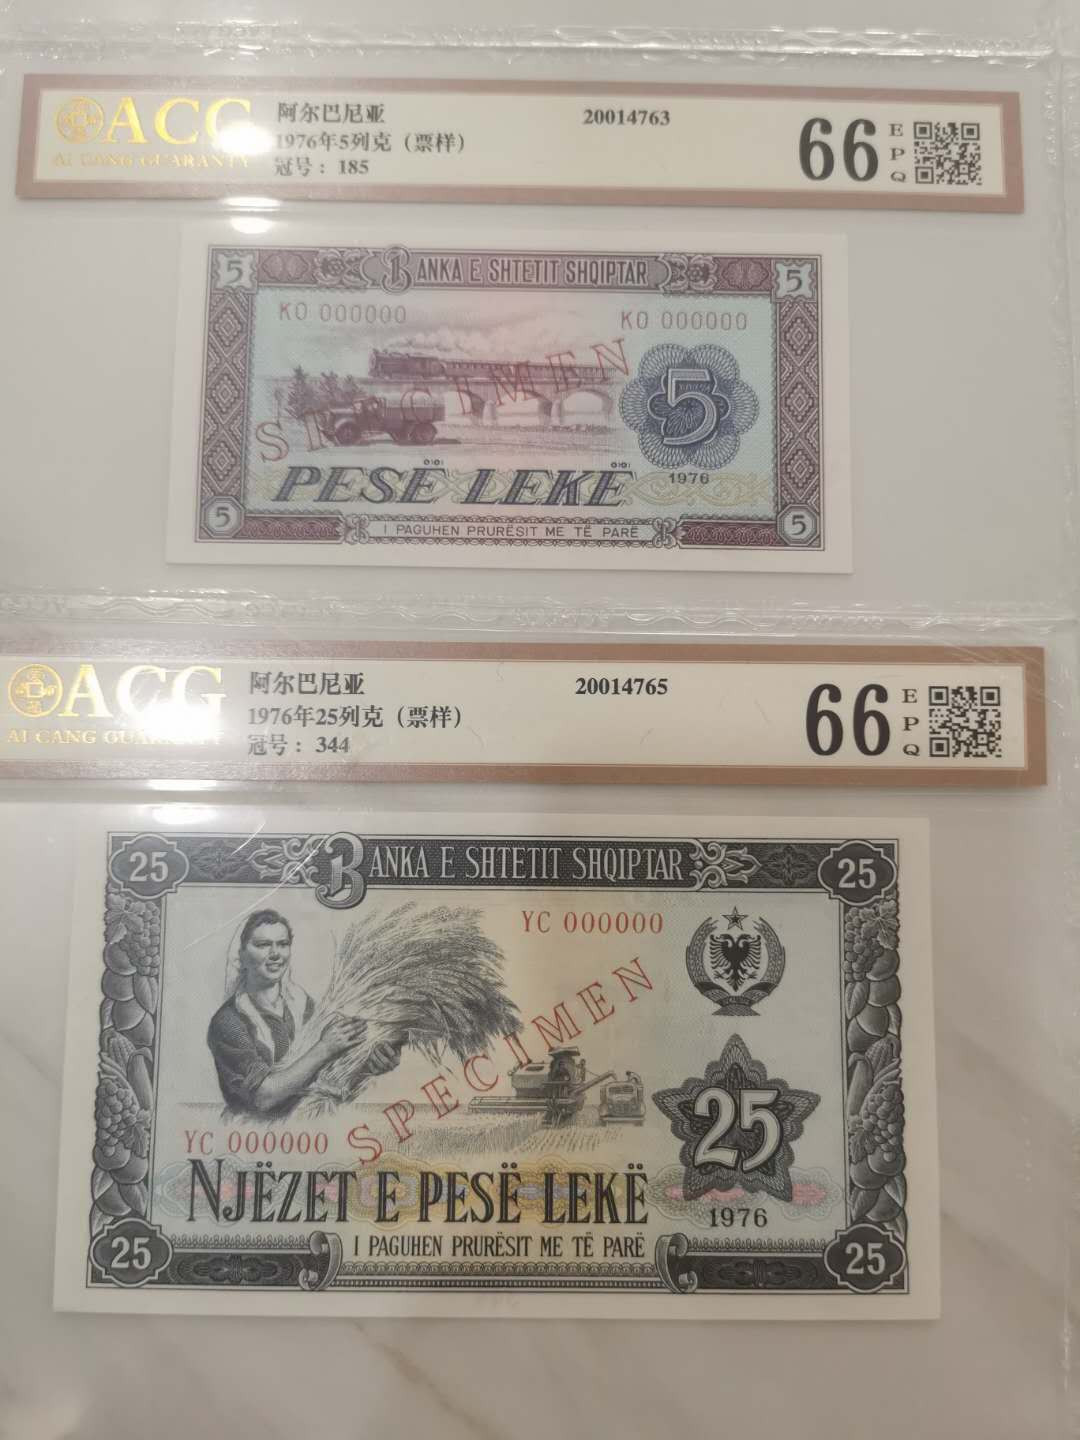 ACG
AI CANG GUARANTY
阿尔巴尼亚
1976年5列克（票样）
冠号：185
20014763
66
EPQ
5
BANKA E SHTETIT SHQIPTAR
5
KO 000000
KO 000000
SPECIMEN
5
PESË LEKË
1976
5
I PAGUHEN PRURËSIT ME TË PARË
5
ACG
AI CANG GUARANTY
阿尔巴尼亚
1976年25列克（票样）
冠号：344
20014765
66
EPQ
25
BANKA E SHTETIT SHQIPTAR
25
YC 000000
SPECIMEN
25
YC 000000
NJËZET E PESË LEKË
1976
25
I PAGUHEN PRURËSIT ME TË PARË
25